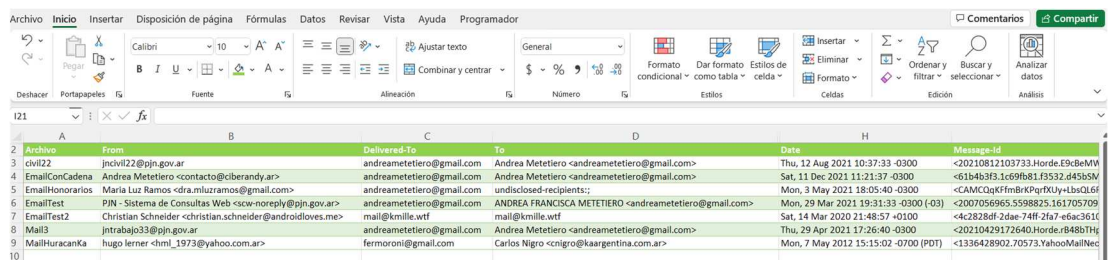 Archivo Inicio Insertar Disposición de página Fórmulas Datos Revisar Vista Ayuda Programador Comentarios Compartir
Pegar
Calibri 10 A^ A˅
N K S A
ab Ajustar texto
Combinar y centrar
General
$ % 000
Formato condicional
Dar formato como tabla
Estilos de celda
Insertar
Eliminar
Formato
Ordenar y filtrar
Buscar y seleccionar
Analizar datos
Deshacer Portapapeles Fuente Alineación Número Estilos Celdas Edición Análisis
I21 fx
A B C D H
2 Archivo From Delivered-To To Date Message-Id
3 civil22 jncivil22@pjn.gov.ar andreametetiero@gmail.com Andrea Metetiero <andreametetiero@gmail.com> Thu, 12 Aug 2021 10:37:33 -0300 <20210812103733.Horde.E9cBeMW
4 EmailConCadena Andrea Metetiero <contacto@ciberandy.ar> andreametetiero@gmail.com Andrea Metetiero <andreametetiero@gmail.com> Sat, 11 Dec 2021 11:21:37 -0300 <61b4b3f3.1c69fb81.f3532.d45bSM
5 EmailHonorarios Maria Luz Ramos <dra.mluzramos@gmail.com> andreametetiero@gmail.com undisclosed-recipients:; Mon, 3 May 2021 18:05:40 -0300 <CAMCQqKFfmBrKPqrfXUy+LbsQL6F
6 EmailTest PJN - Sistema de Consultas Web <scw-noreply@pjn.gov.ar> andreametetiero@gmail.com ANDREA FRANCISCA METETIERO <andreametetiero@gmail.com> Mon, 29 Mar 2021 19:31:33 -0300 (-03) <2007056965.5598825.161705709
7 EmailTest2 Christian Schneider <christian.schneider@androidloves.me> mail@kmille.wtf mail@kmille.wtf Sat, 14 Mar 2020 21:48:57 +0100 <4c2828df-2dae-74ff-2fa7-e6ac3610
8 Mail3 jntrabajo33@pjn.gov.ar andreametetiero@gmail.com Andrea Metetiero <andreametetiero@gmail.com> Thu, 29 Apr 2021 17:26:40 -0300 <20210429172640.Horde.rB48bTHp
9 MailHuracanKa hugo lerner <hml_1973@yahoo.com.ar> fermoroni@gmail.com Carlos Nigro <cnigro@kaargentina.com.ar> Mon, 7 May 2012 15:15:02 -0700 (PDT) <1336428902.70573.YahooMailNeo
10